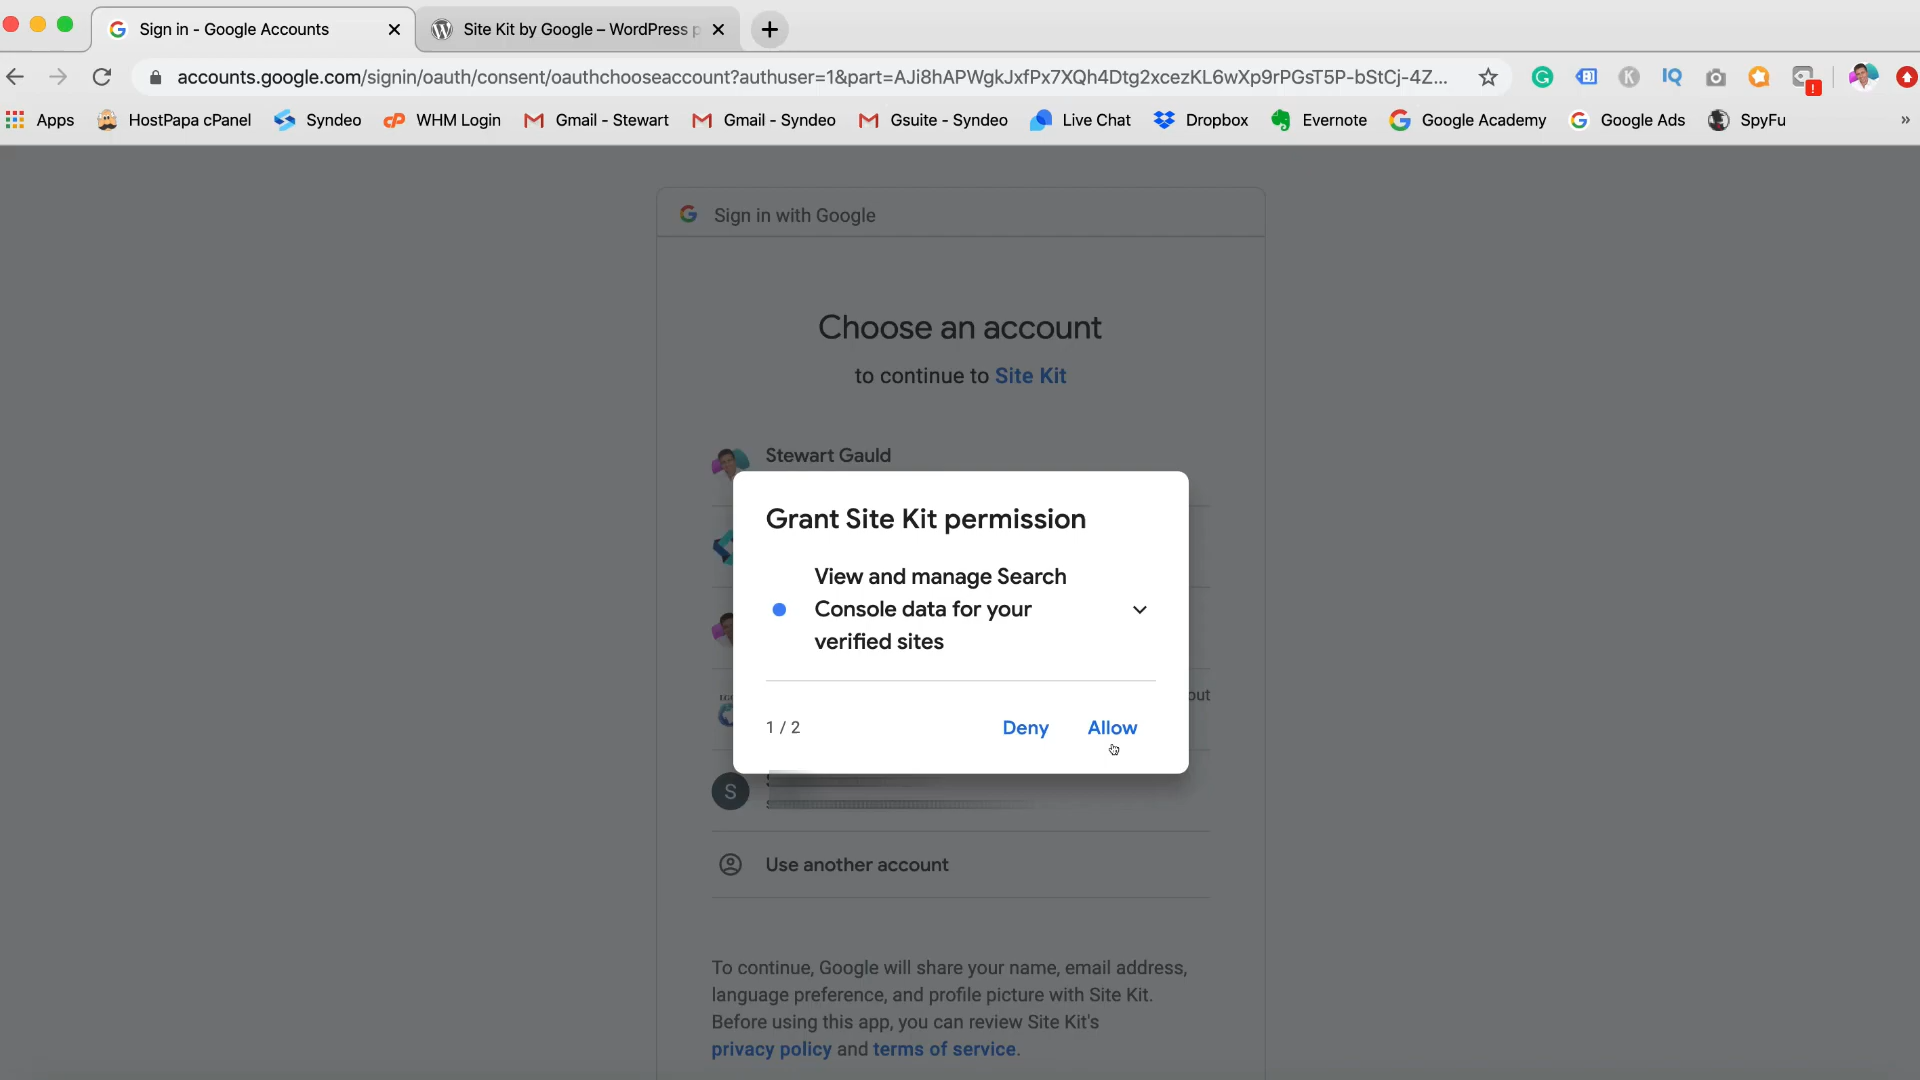 Sign in - Google Accounts
Site Kit by Google – WordPress p
accounts.google.com/signin/oauth/consent/oauthchooseaccount?authuser=1&part=AJi8hAPWgkJxfPx7XQh4Dtg2xcezKL6wXp9rPGsT5P-bStCj-4Z...
Apps
HostPapa cPanel
Syndeo
WHM Login
Gmail - Stewart
Gmail - Syndeo
Gsuite - Syndeo
Live Chat
Dropbox
Evernote
Google Academy
Google Ads
SpyFu
Sign in with Google
Choose an account
to continue to Site Kit
Stewart Gauld
Grant Site Kit permission
View and manage Search
Console data for your
verified sites
out
1 / 2
Deny
Allow
S
Use another account
To continue, Google will share your name, email address,
language preference, and profile picture with Site Kit.
Before using this app, you can review Site Kit's
privacy policy and terms of service.